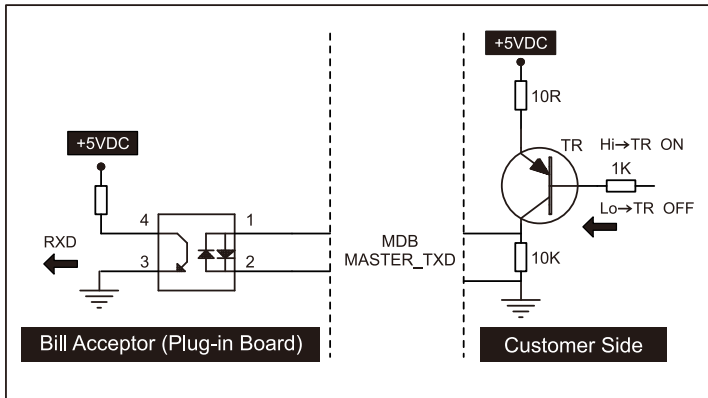 +5VDC
10R
TR Hi→TR ON
1K
Lo→TR OFF
10K
+5VDC
4
1
RXD
3
2
MDB
MASTER_TXD
Bill Acceptor (Plug-in Board)
Customer Side